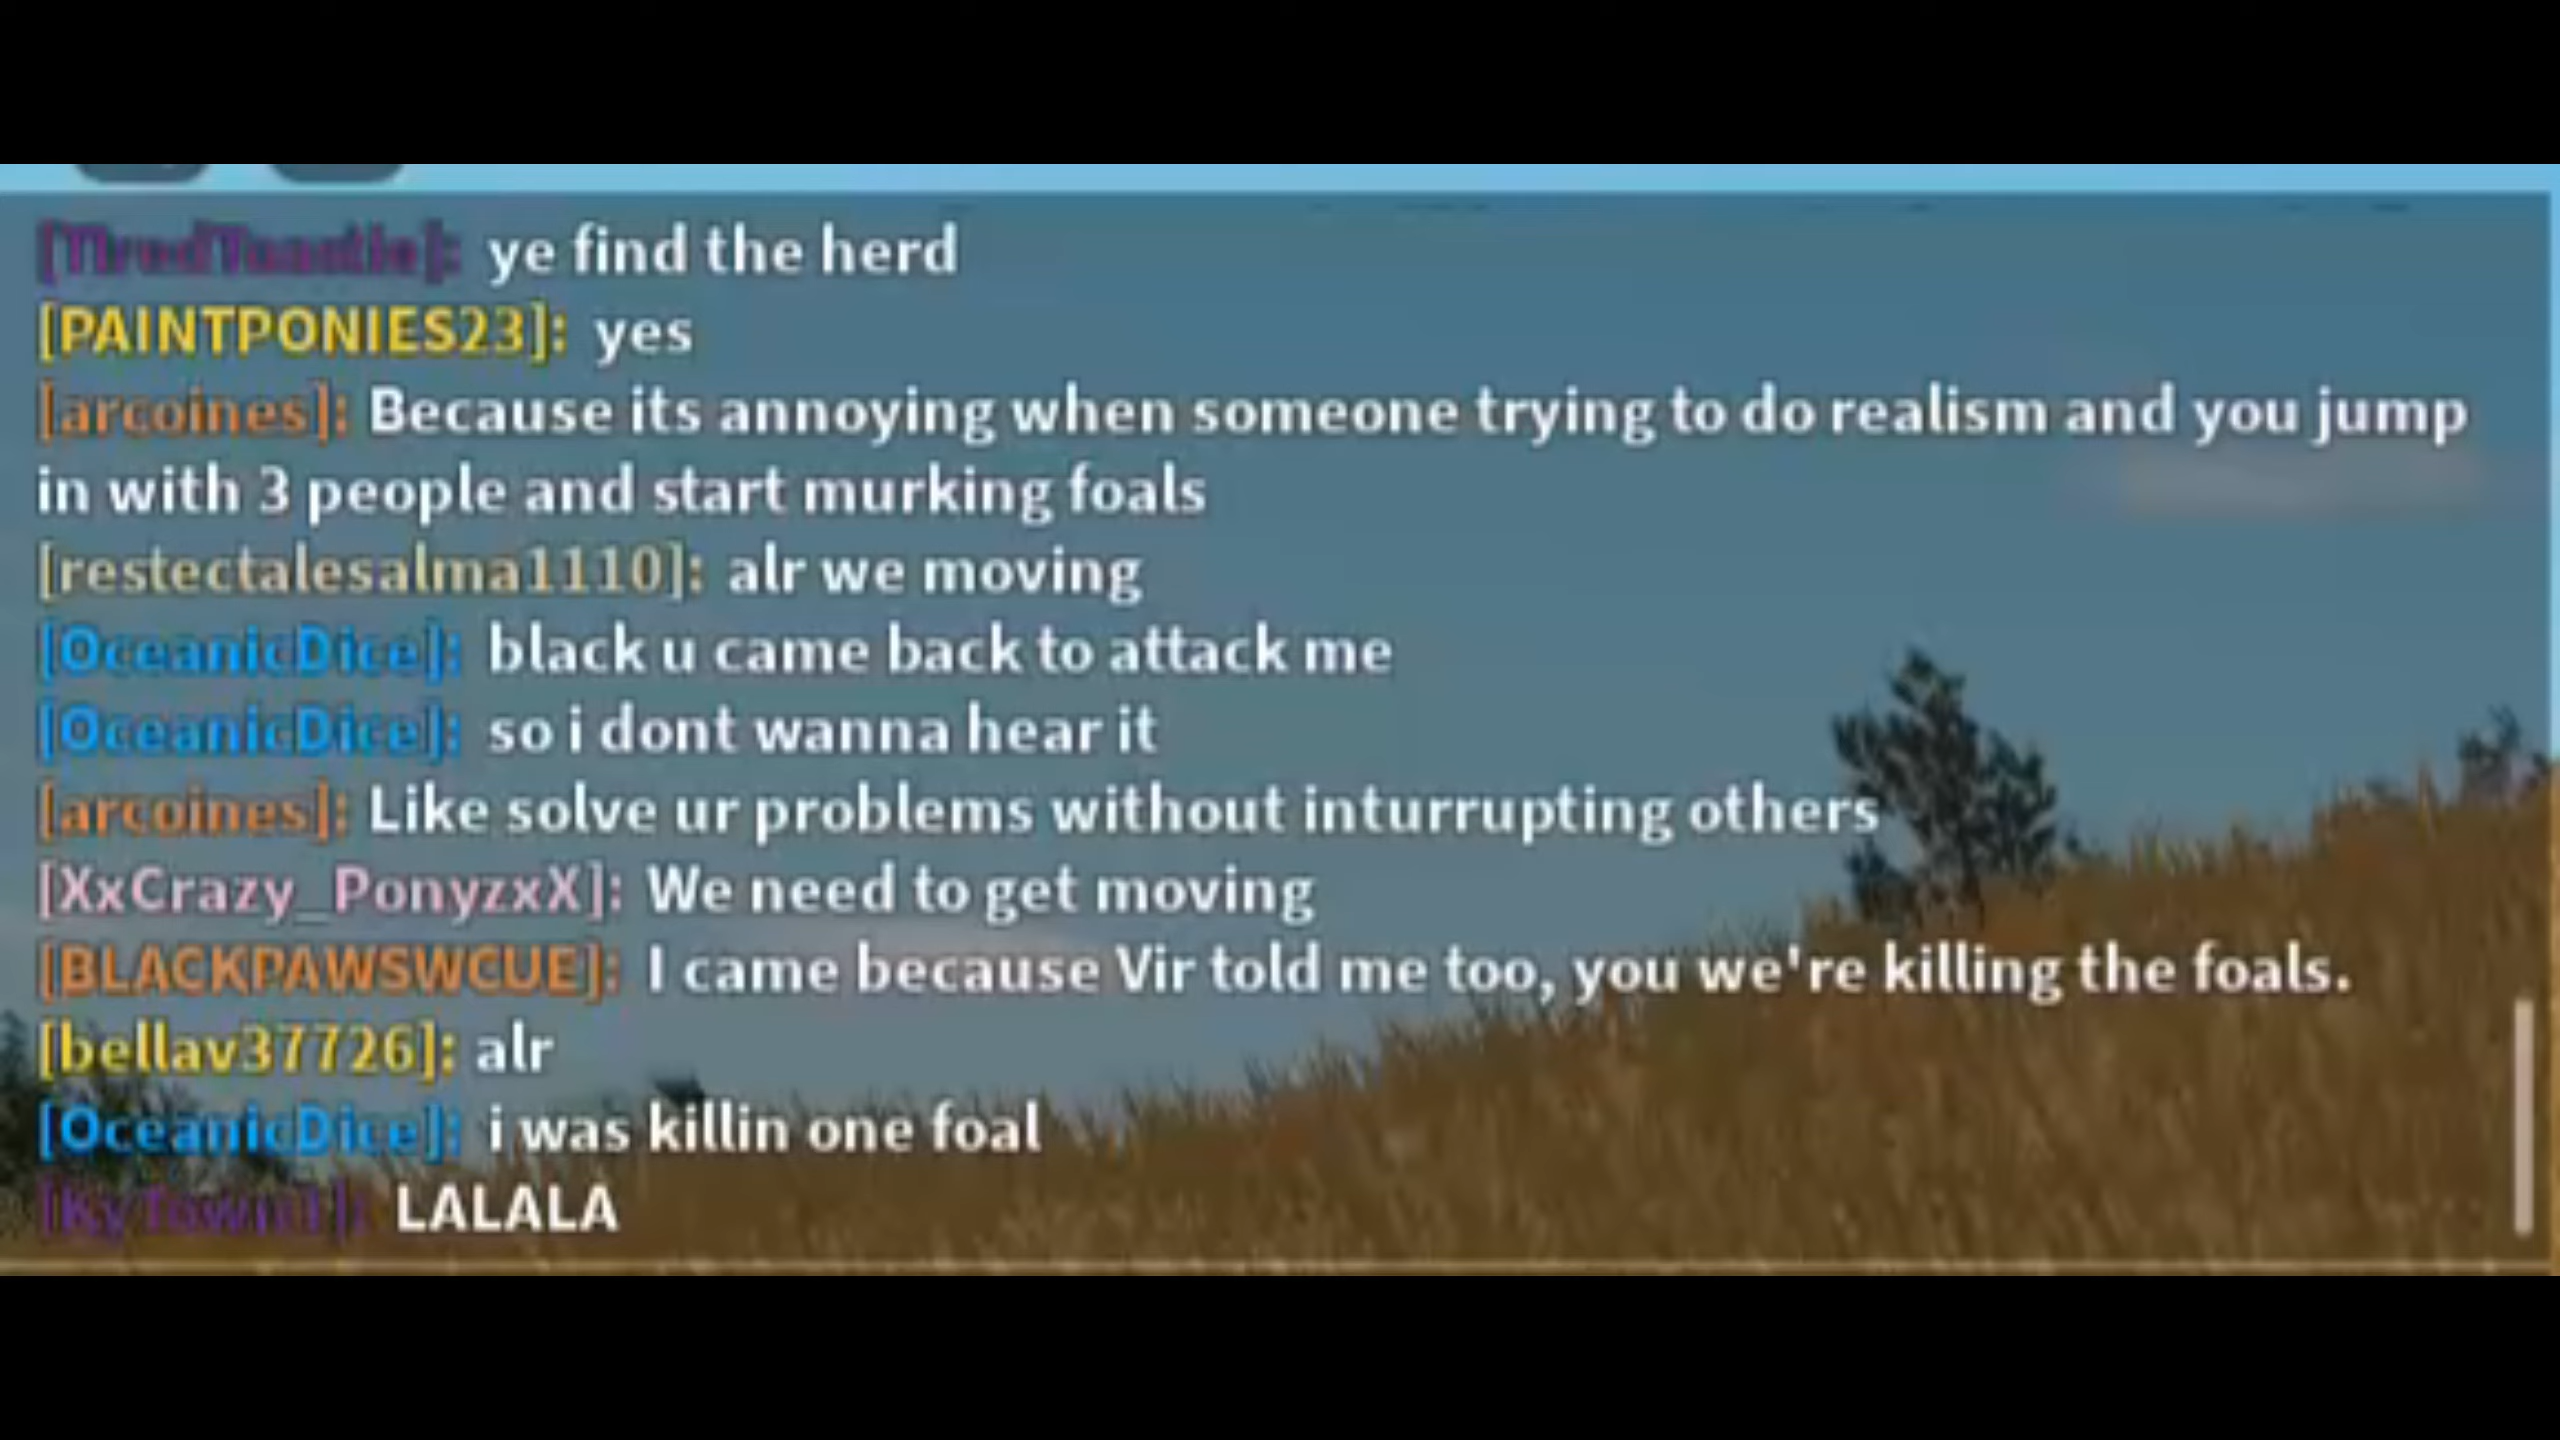 [TiredToastie]: ye find the herd
[PAINTPONIES23]: yes
[arcoines]: Because its annoying when someone trying to do realism and you jump
in with 3 people and start murking foals
[restectalesalma1110]: alr we moving
[OceanicDice]: black u came back to attack me
[OceanicDice]: so i dont wanna hear it
[arcoines]: Like solve ur problems without inturrupting others
[XxCrazy_PonyzxX]: We need to get moving
[BLACKPAWSWCUE]: I came because Vir told me too, you we're killing the foals.
[bellav37726]: alr
[OceanicDice]: i was killin one foal
LALALA